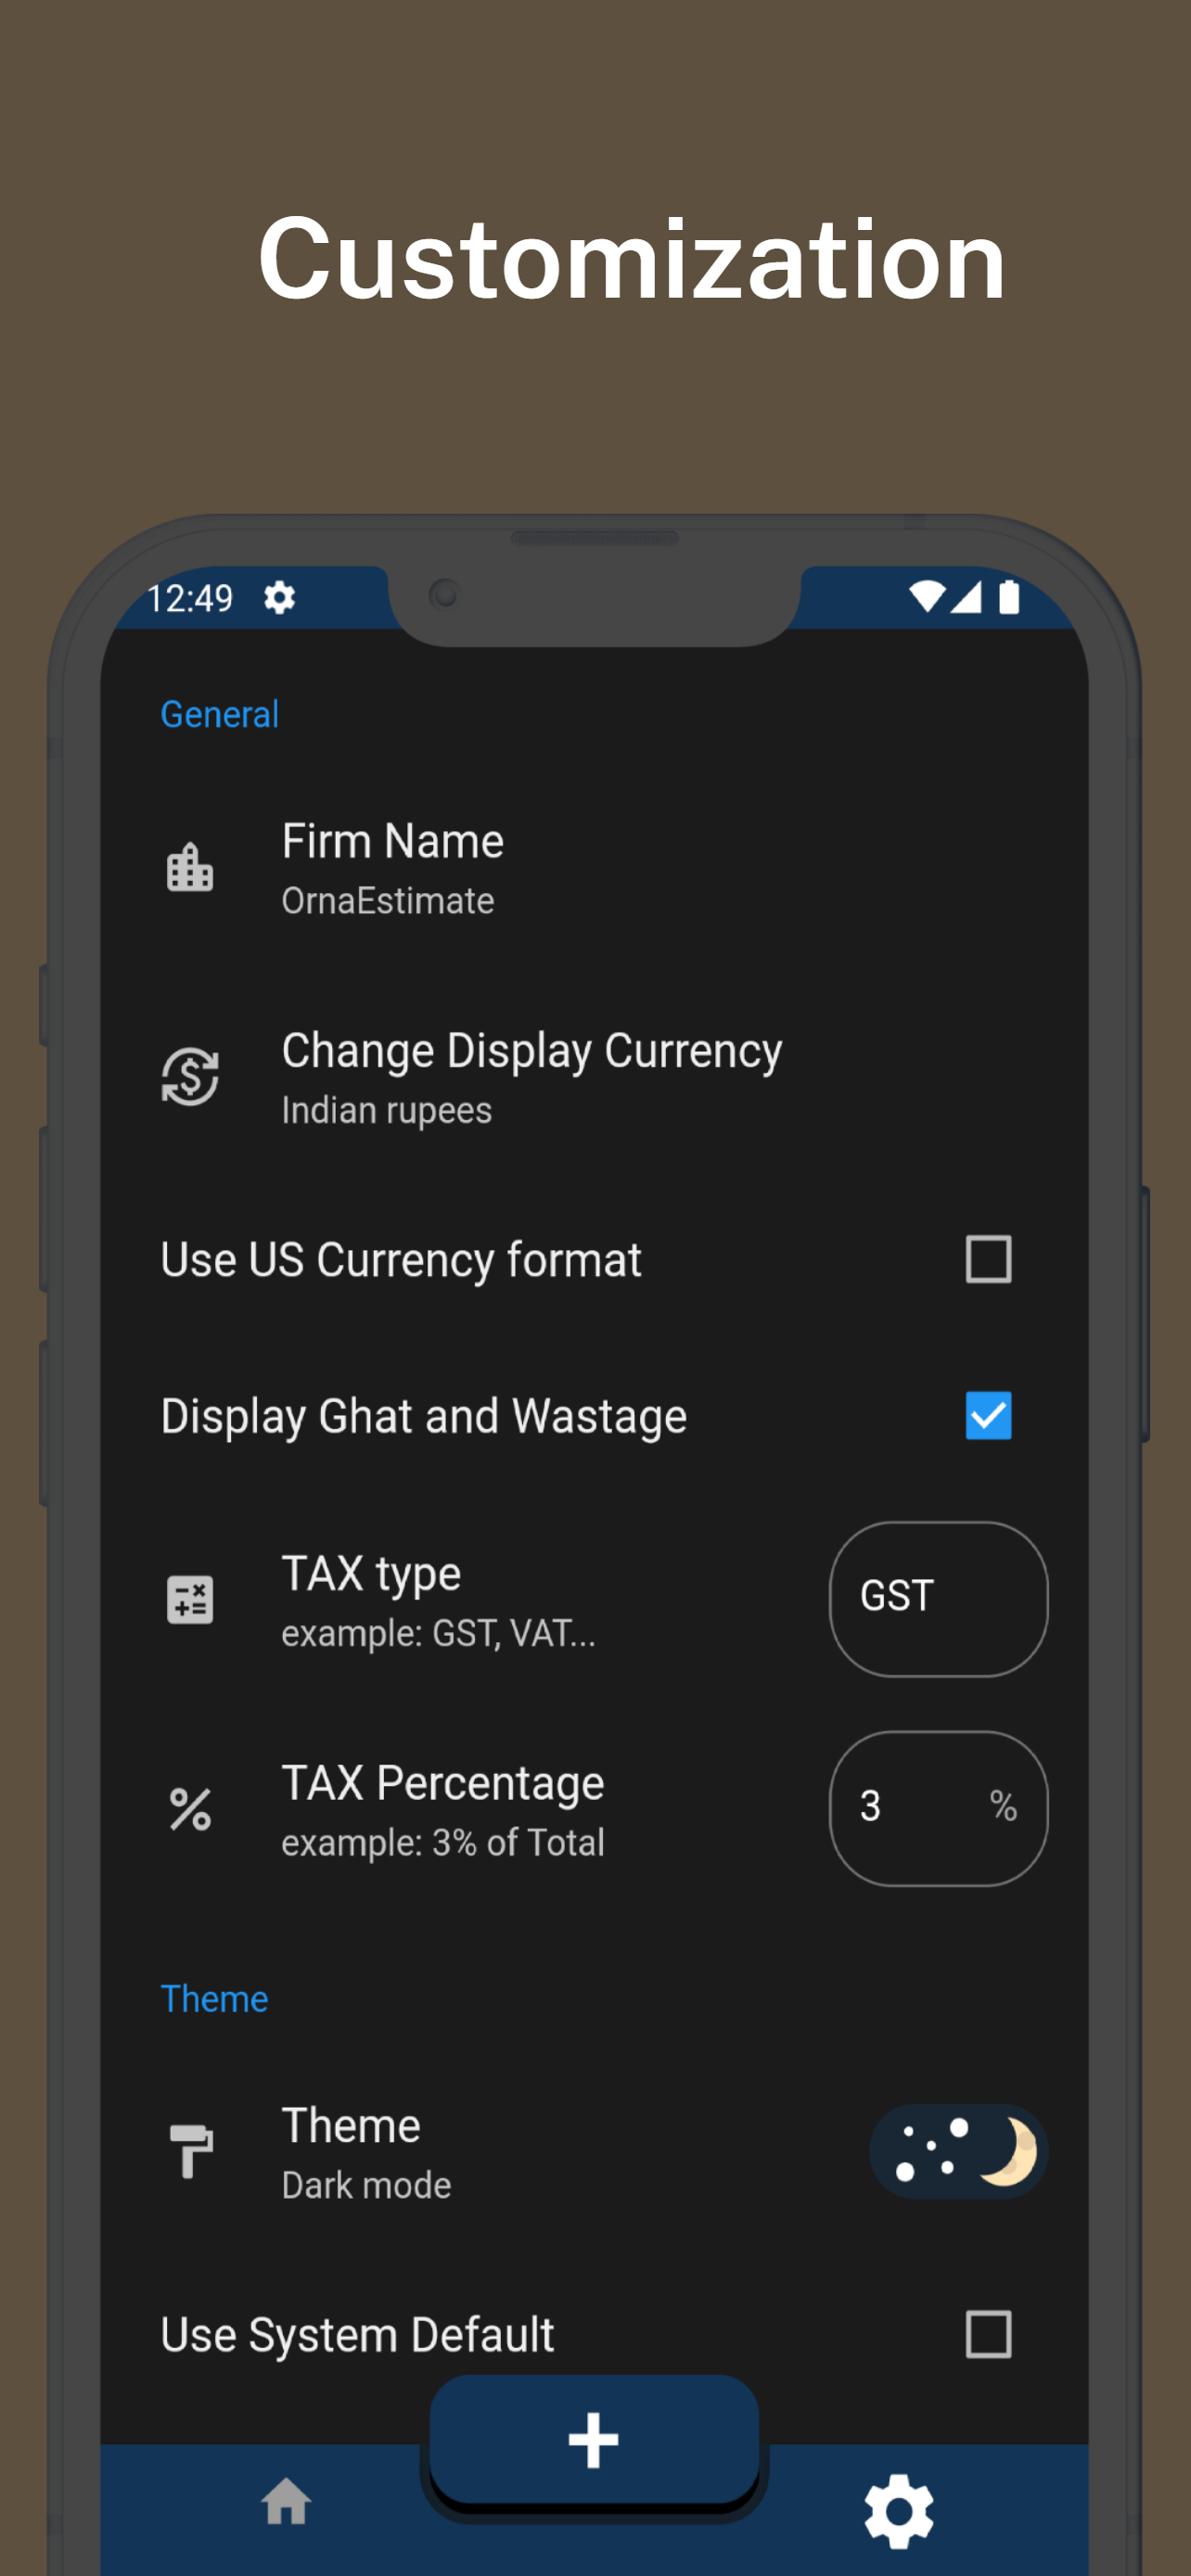 Customization
12:49
General
Firm Name
OrnaEstimate
Change Display Currency
Indian rupees
Use US Currency format
Display Ghat and Wastage
TAX type
example: GST, VAT...
GST
TAX Percentage
example: 3% of Total
3 %
Theme
Theme
Dark mode
Use System Default